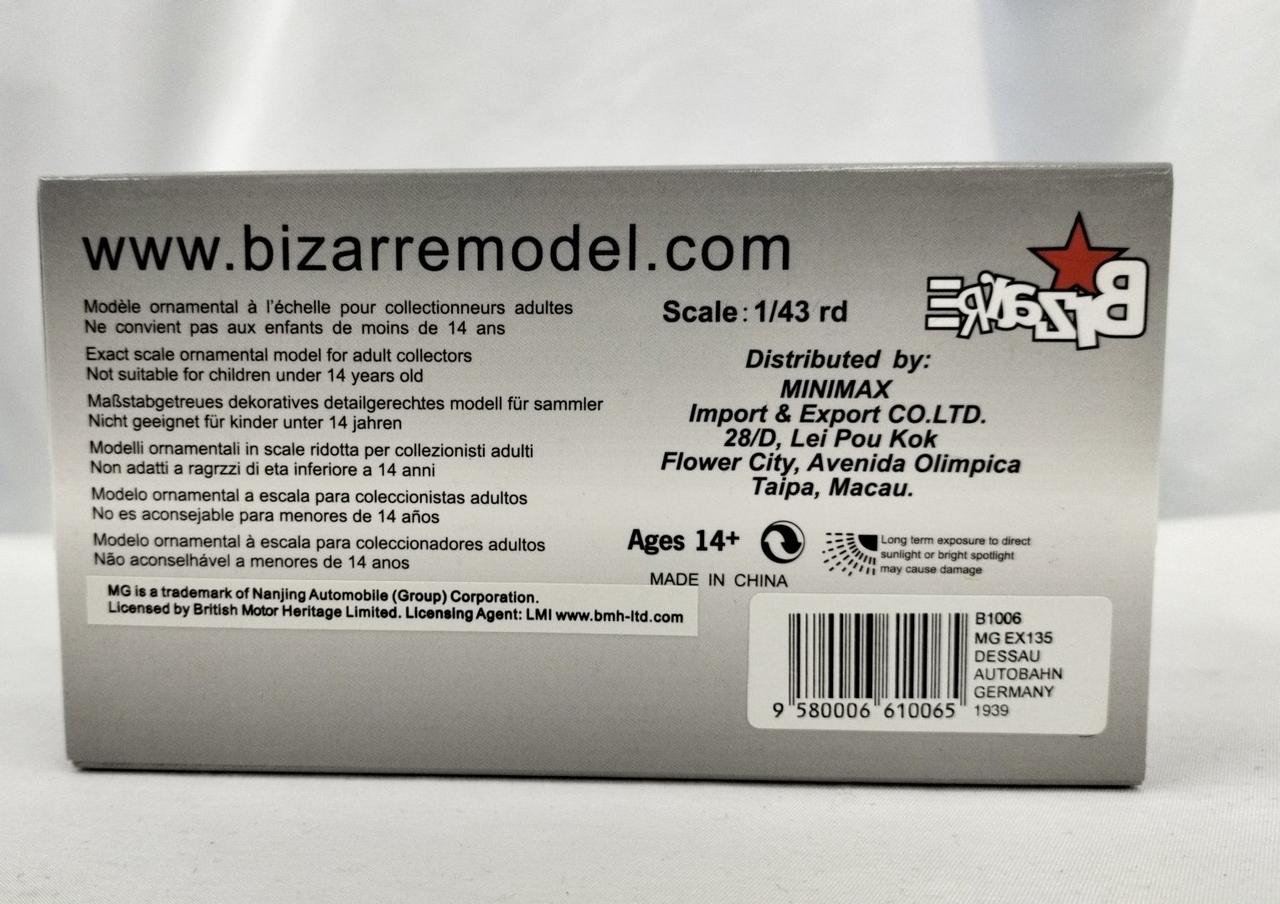 www.bizarremodel.com
Modèle ornamental à l'échelle pour collectionneurs adultes
Ne convient pas aux enfants de moins de 14 ans
Exact scale ornamental model for adult collectors
Not suitable for children under 14 years old
Maßstabgetreues dekoratives detailgerechtes modell für sammler
Nicht geeignet für kinder unter 14 jahren
Modelli ornamentali in scale ridotta per collezionisti adulti
Non adatti a ragrzzi di eta inferiore a 14 anni
Modelo ornamental a escala para coleccionistas adultos
No es aconsejable para menores de 14 años
Modelo ornamental à escala para coleccionadores adultos
Não aconselhável a menores de 14 anos
MG is a trademark of Nanjing Automobile (Group) Corporation.
Licensed by British Motor Heritage Limited. Licensing Agent: LMI www.bmh-ltd.com
Scale: 1/43 rd
BIZARRE
Distributed by:
MINIMAX
Import & Export CO.LTD.
28/D, Lei Pou Kok
Flower City, Avenida Olimpica
Taipa, Macau.
Ages 14+
MADE IN CHINA
Long term exposure to direct
sunlight or bright spotlight
may cause damage
9 580006 610065
B1006
MG EX135
DESSAU
AUTOBAHN
GERMANY
1939